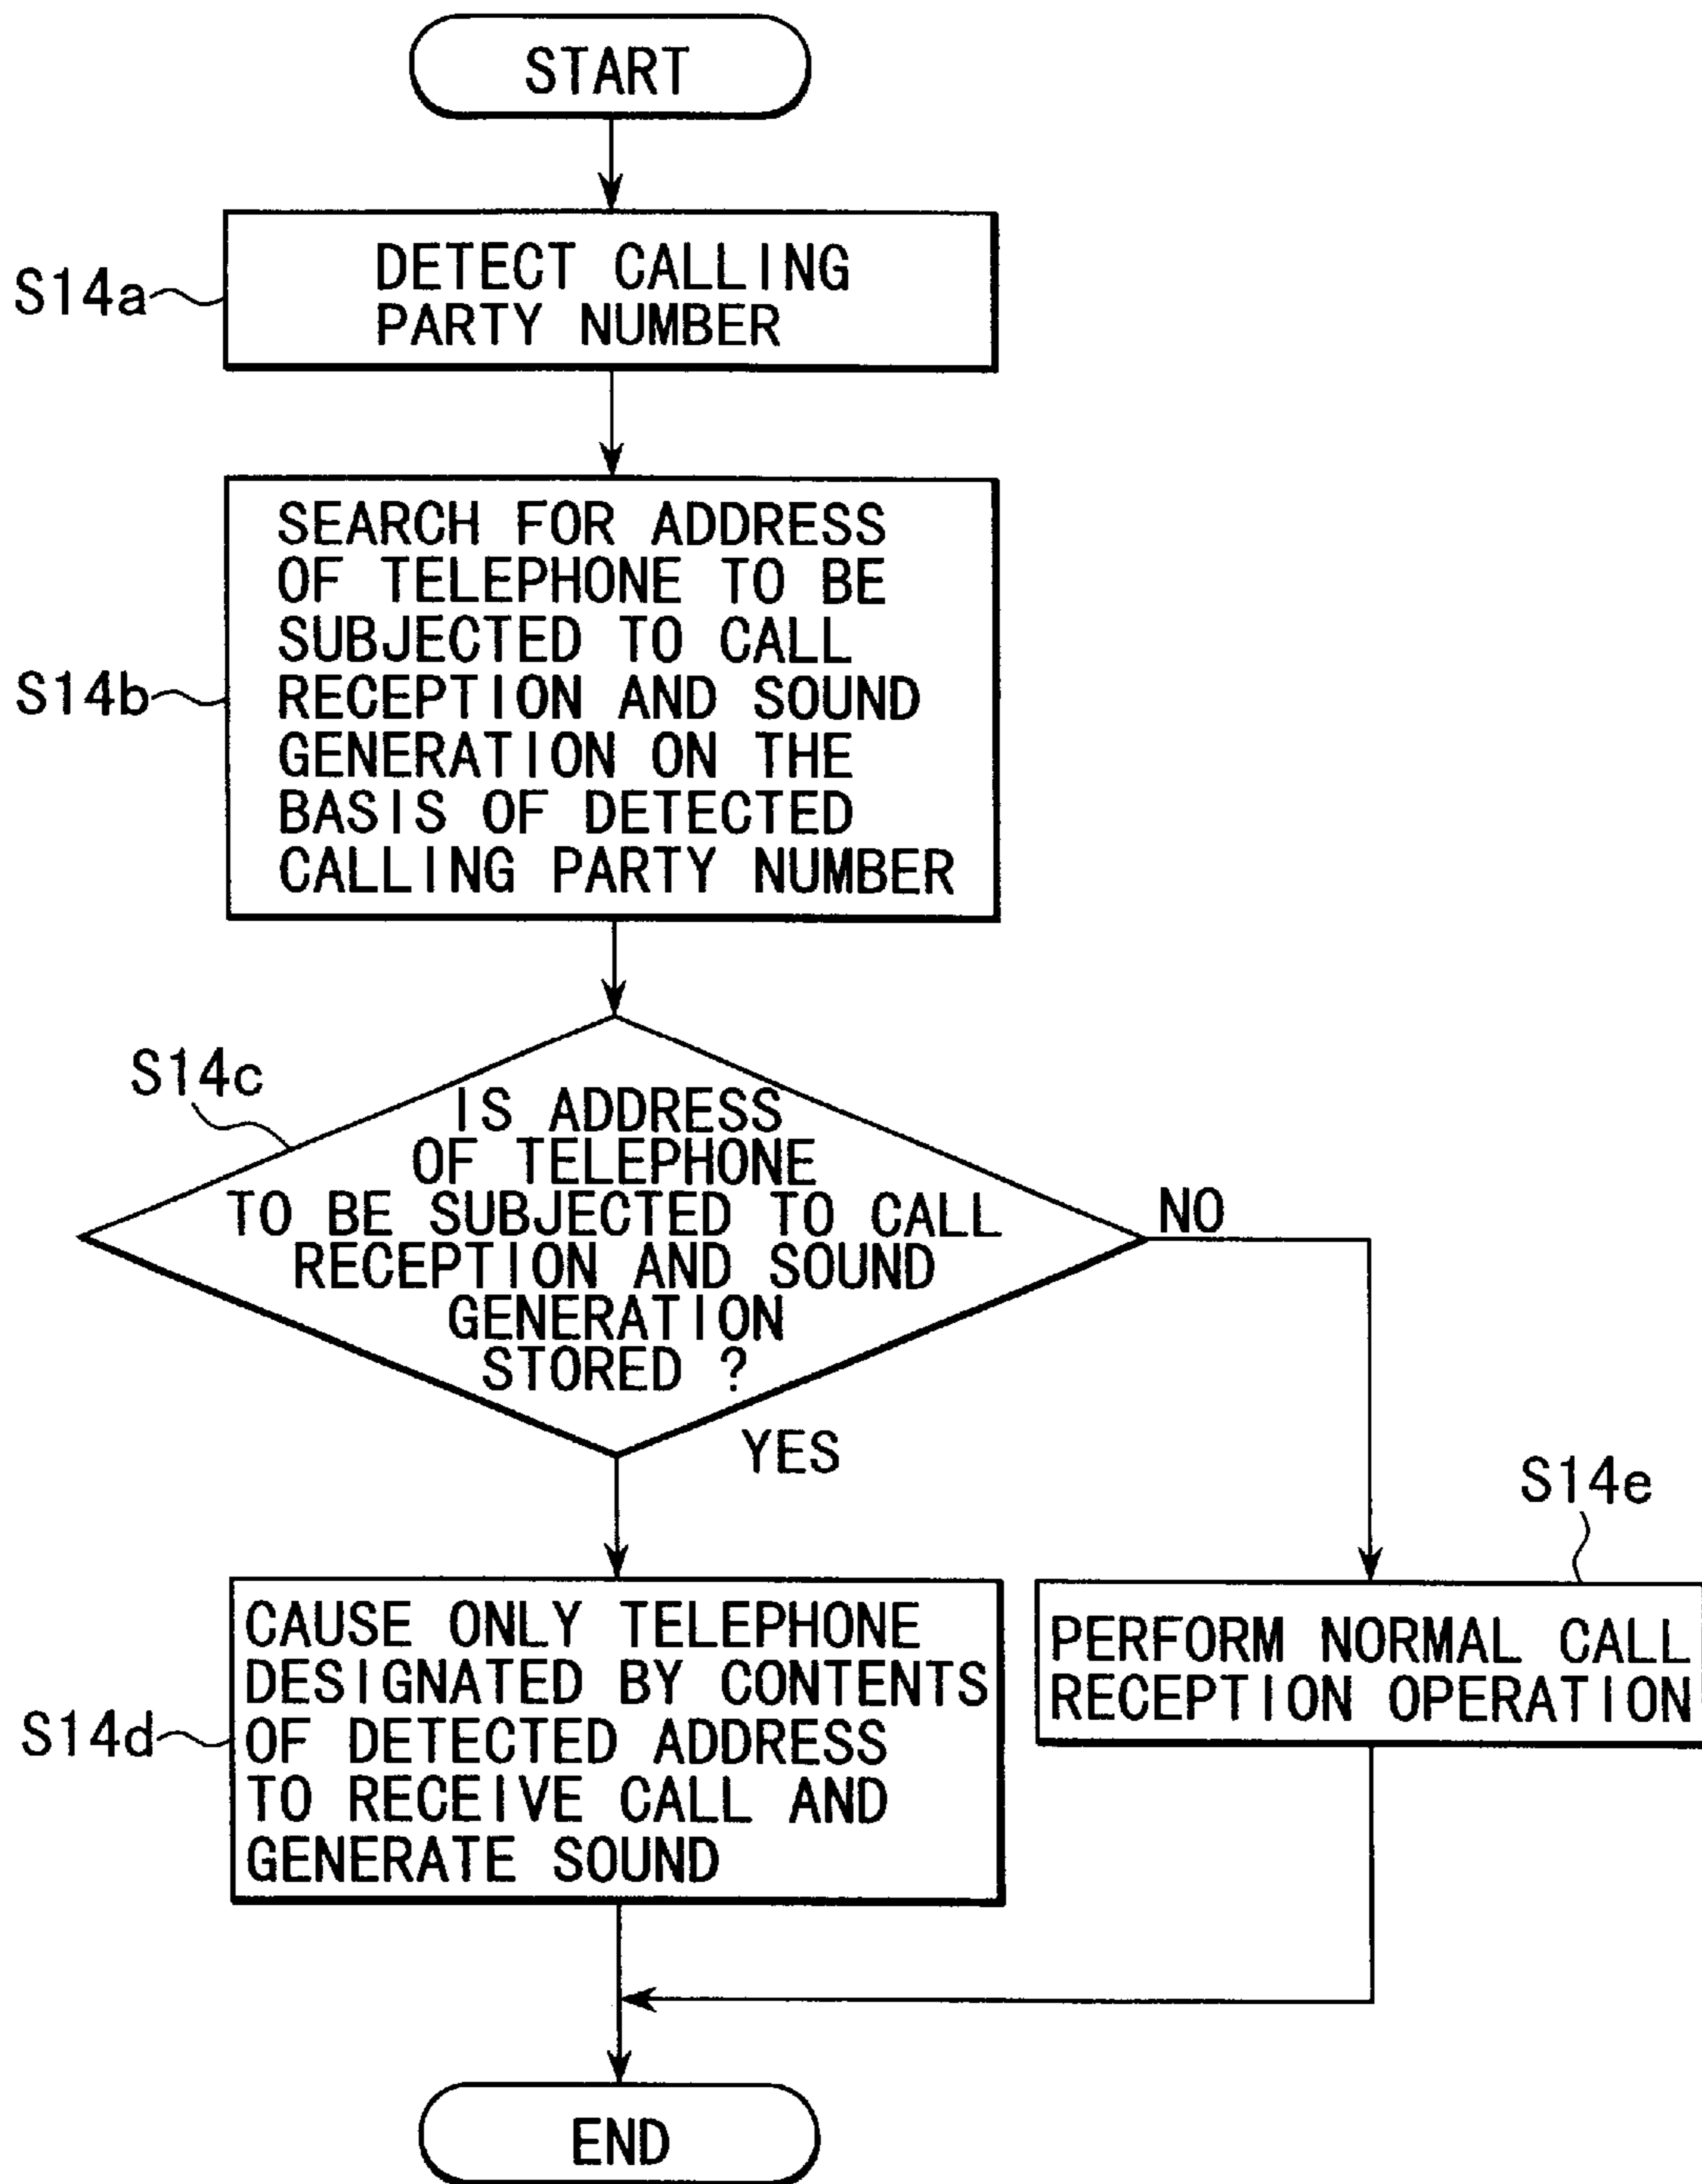 START
S14a
DETECT CALLING
PARTY NUMBER
S14b
SEARCH FOR ADDRESS
OF TELEPHONE TO BE
SUBJECTED TO CALL
RECEPTION AND SOUND
GENERATION ON THE
BASIS OF DETECTED
CALLING PARTY NUMBER
S14c
IS ADDRESS
OF TELEPHONE
TO BE SUBJECTED TO CALL
RECEPTION AND SOUND
GENERATION
STORED ?
NO
YES
S14d
CAUSE ONLY TELEPHONE
DESIGNATED BY CONTENTS
OF DETECTED ADDRESS
TO RECEIVE CALL AND
GENERATE SOUND
S14e
PERFORM NORMAL CALL
RECEPTION OPERATION
END